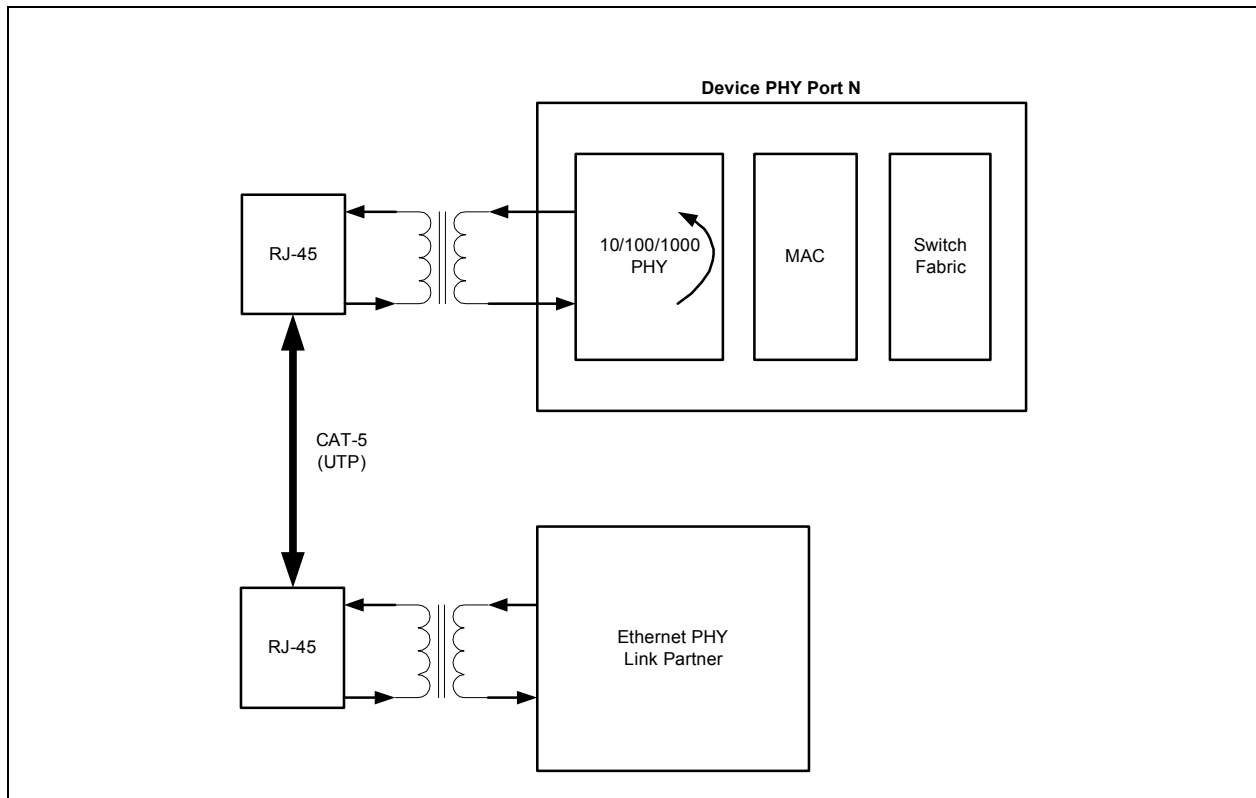 Device PHY Port N
RJ-45
10/100/1000
PHY
MAC
Switch
Fabric
CAT-5
(UTP)
RJ-45
Ethernet PHY
Link Partner